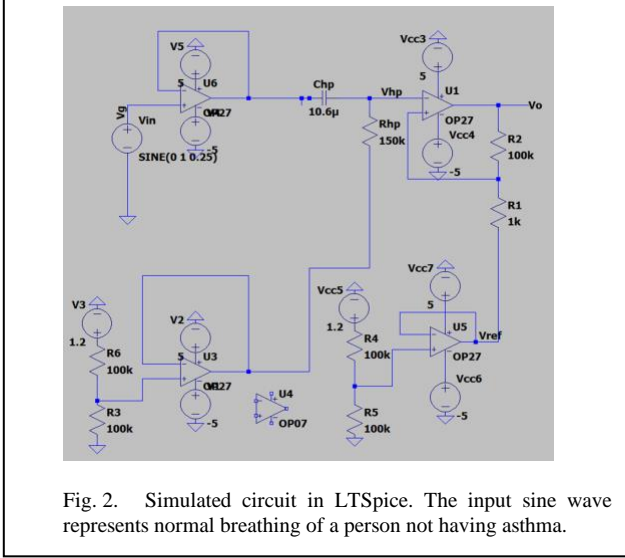 V5
5
U6
OP27
-5
Vg
Vin
SINE(0 1 0.25)
Chp
10.6µ
Vhp
Rhp
150k
Vcc3
5
U1
OP27
Vcc4
-5
Vo
R2
100k
R1
1k
V3
1.2
R6
100k
R3
100k
V2
5
U3
-5
U4
OP07
Vcc5
1.2
R4
100k
R5
100k
Vcc7
5
U5
Vref
OP27
Vcc6
-5
Fig. 2. Simulated circuit in LTSpice. The input sine wave
represents normal breathing of a person not having asthma.